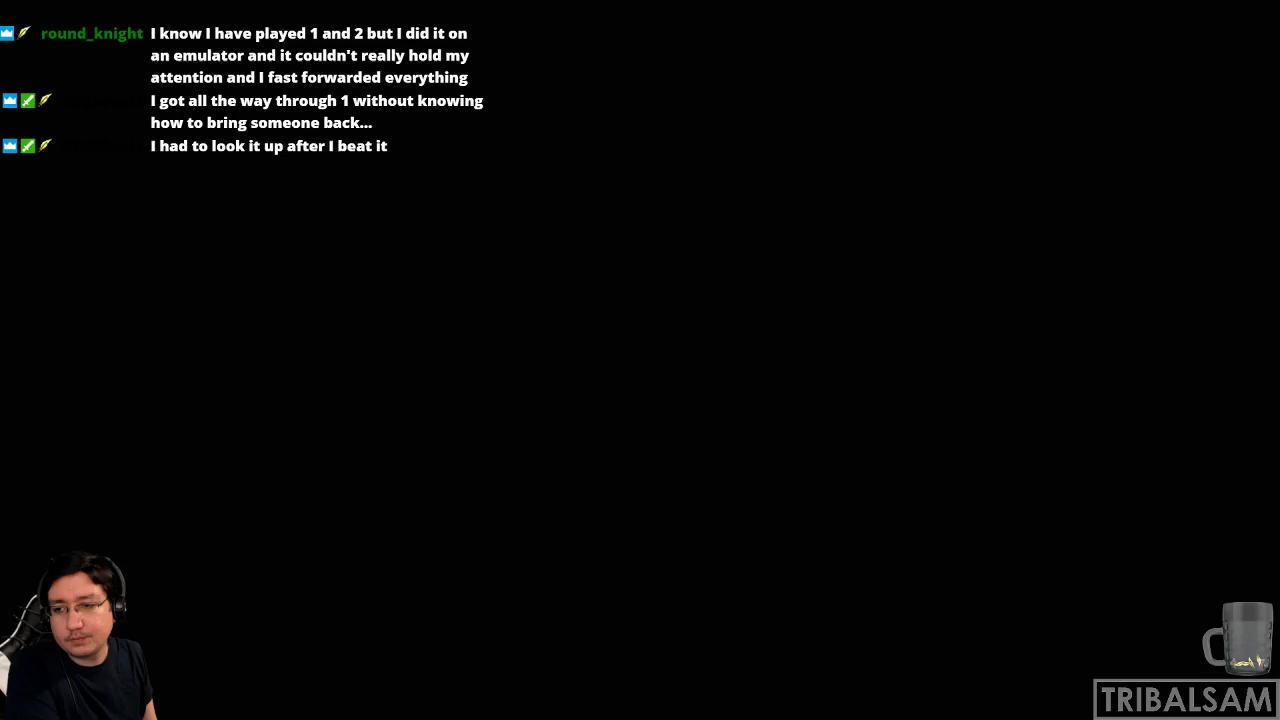 round_knight I know I have played 1 and 2 but I did it on
an emulator and it couldn't really hold my
attention and I fast forwarded everything
I got all the way through 1 without knowing
how to bring someone back...
I had to look it up after I beat it
TRIBALSAM